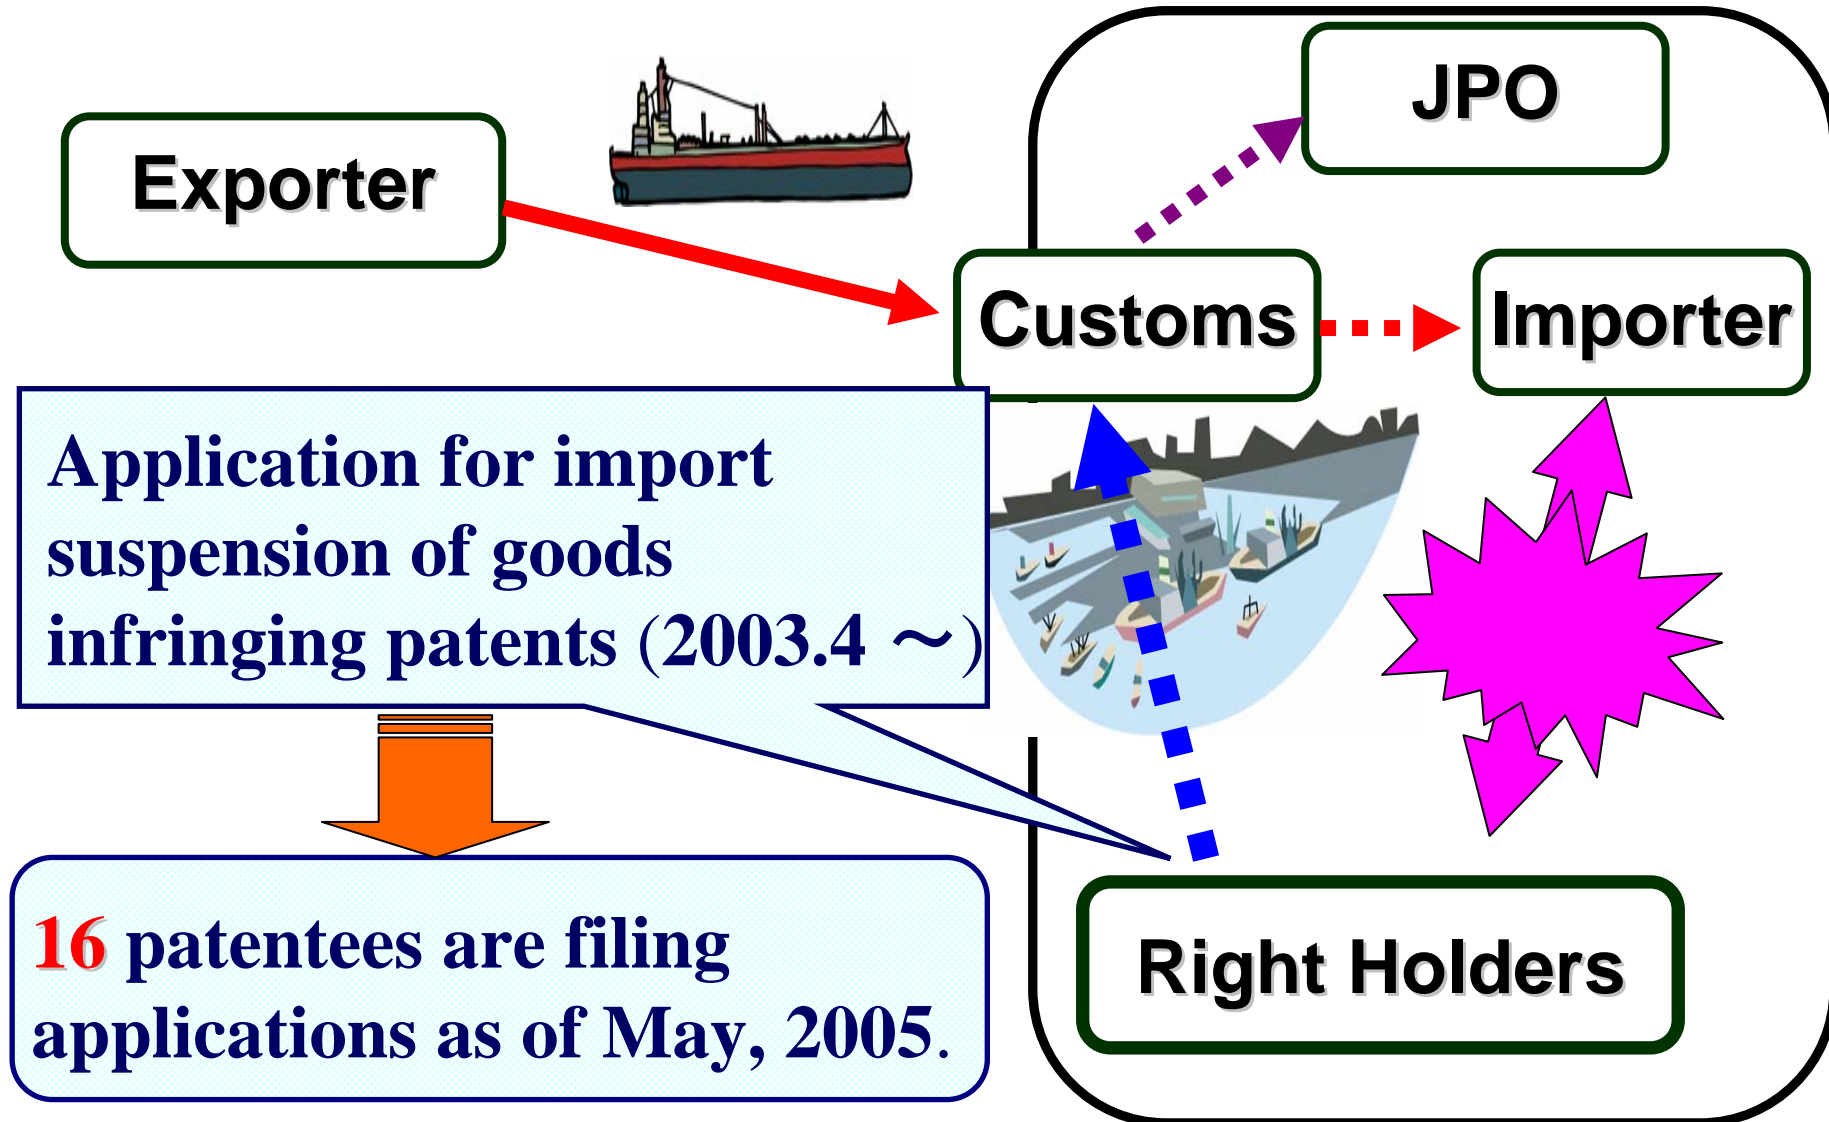 JPO
Exporter
Customs
Importer
Application for import
suspension of goods
infringing patents (2003.4 ～)
16 patentees are filing
applications as of May, 2005.
Right Holders